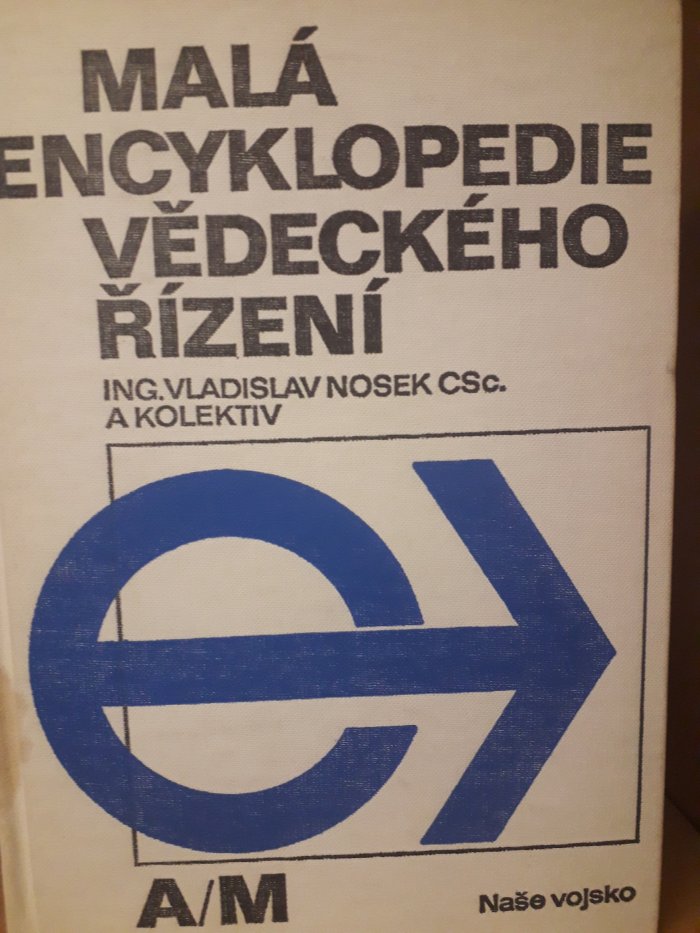 MALÁ
ENCYKLOPEDIE
VĚDECKÉHO
ŘÍZENÍ
ING.VLADISLAV NOSEK CSc.
A KOLEKTIV
e
A/M
Naše vojsko